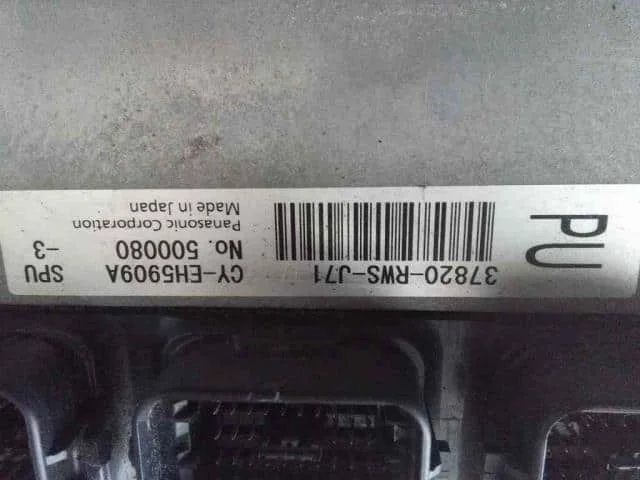 PU
37820-RWS-J71
CY-EH5909A SPU
No. 500080 -3
Panasonic Corporation
Made in Japan